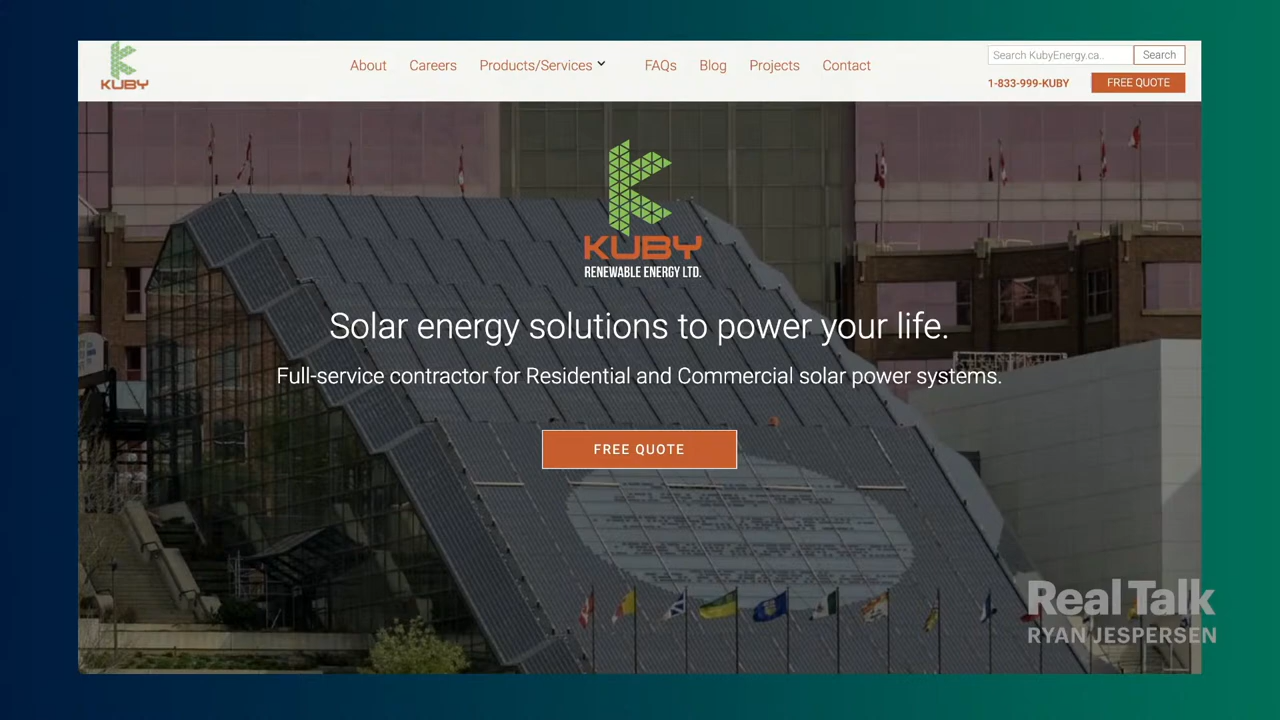 KUBY
About
Careers
Products/Services
FAQs
Blog
Projects
Contact
Search KubyEnergy.ca..
Search
1-833-999-KUBY
FREE QUOTE
KUBY
RENEWABLE ENERGY LTD.
Solar energy solutions to power your life.
Full-service contractor for Residential and Commercial solar power systems.
FREE QUOTE
Real Talk
RYAN JESPERSEN